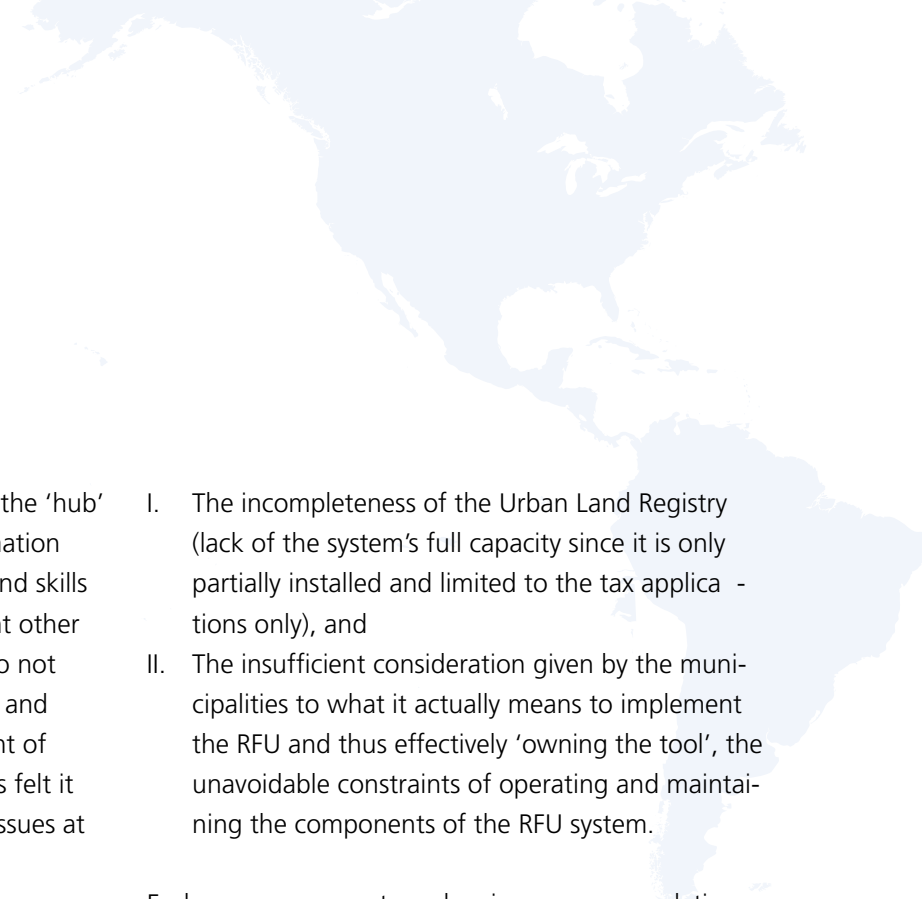 the ‘hub’
nd skills
t other
o not
and
t of
s felt it
ssues at
I. The incompleteness of the Urban Land Registry
(lack of the system’s full capacity since it is only
partially installed and limited to the tax applica -
tions only), and
II. The insufficient consideration given by the muni-
cipalities to what it actually means to implement
the RFU and thus effectively ‘owning the tool’, the
unavoidable constraints of operating and maintai-
ning the components of the RFU system.